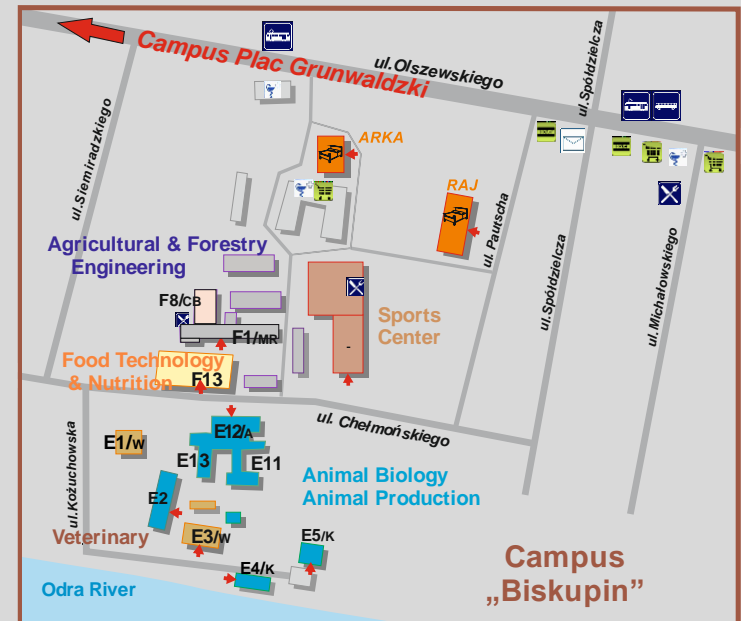 Campus Plac Grunwaldzki
ul.Olszewskiego
ul.Spółdzielcza
ul.Siemiradzkiego
ARKA
RAJ
ul. Pautscha
ul.Spółdzielcza
ul.Michałowskiego
Agricultural & Forestry
Engineering
F8/CB
F1/MR
Sports
Center
Food Technology
& Nutrition
F13
ul. Chełmońskiego
ul.Kożuchowska
E1/W
E12/A
E13
E11
E2
Animal Biology
Animal Production
Veterinary
E3/W
E5/K
E4/K
Odra River
Campus
„Biskupin”